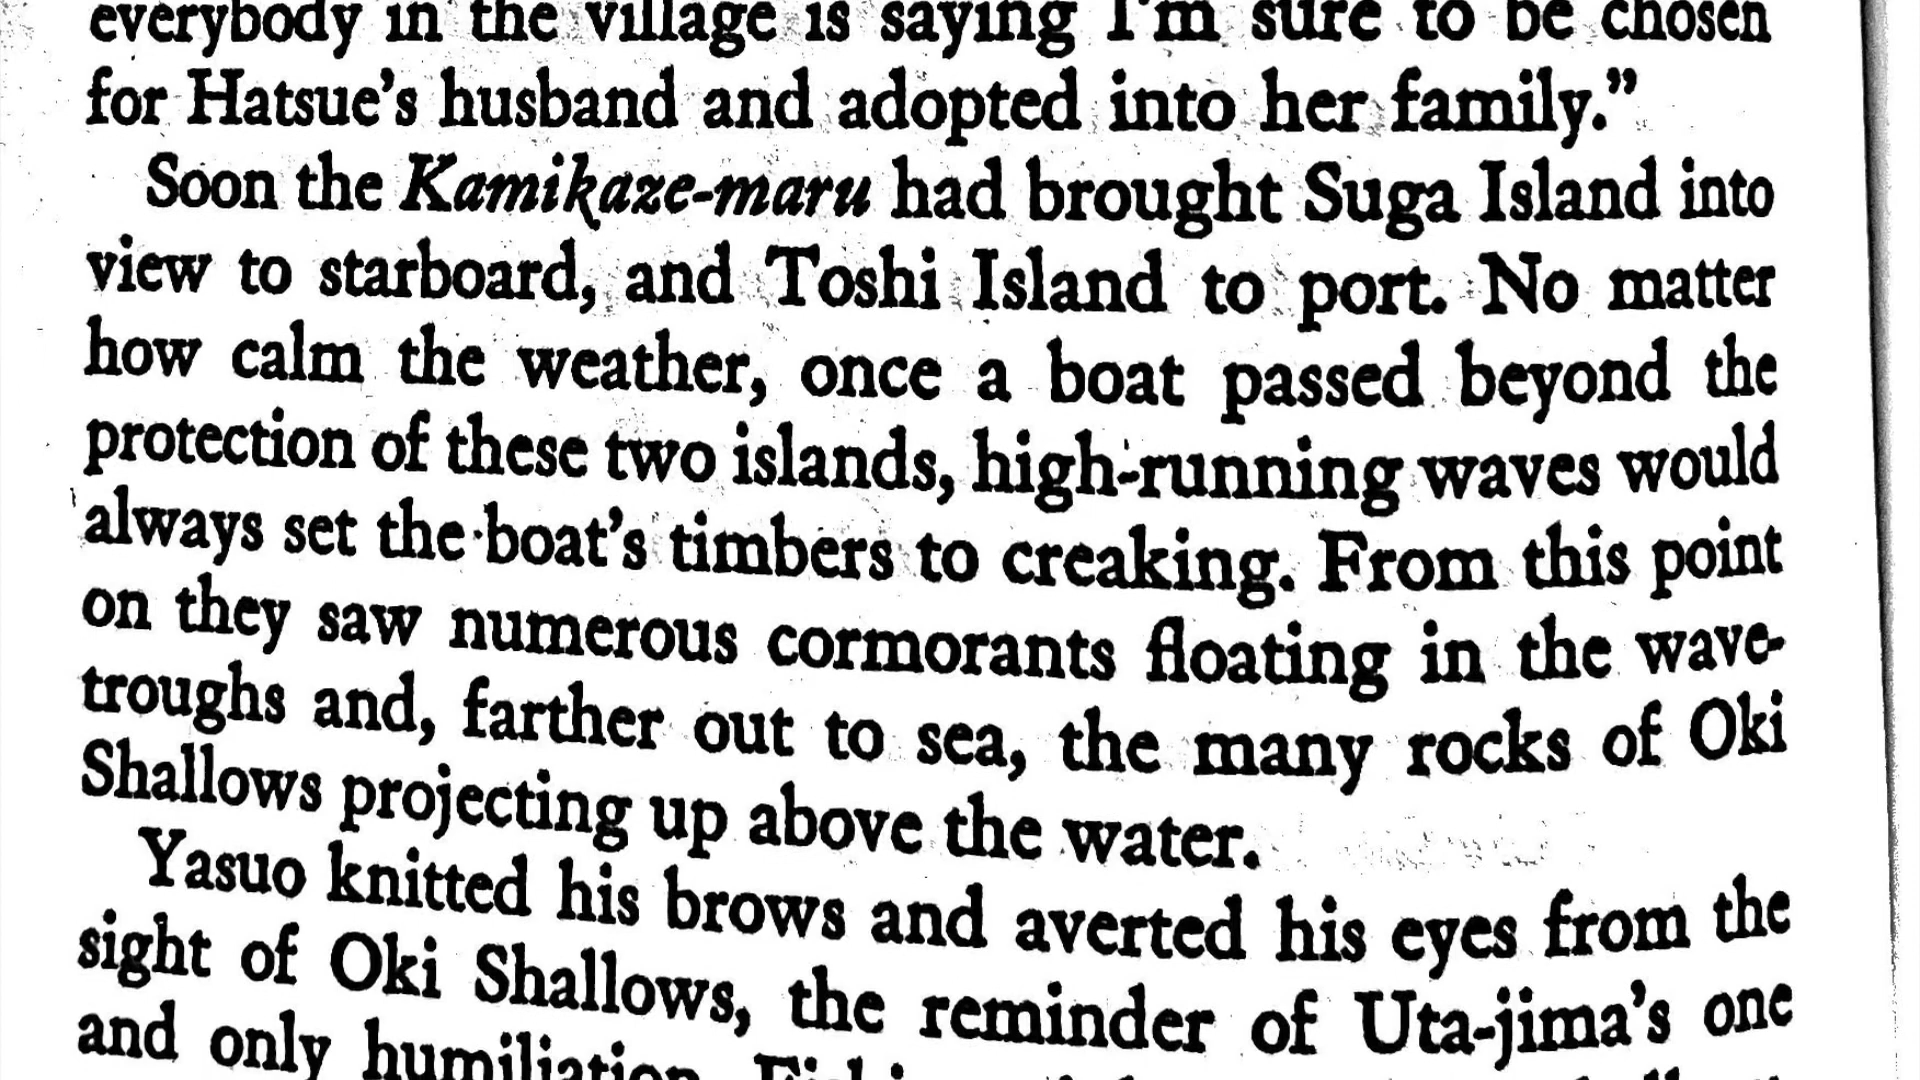 everybody in the village is saying I'm sure to be chosen
for Hatsue's husband and adopted into her family."
Soon the Kamikaze-maru had brought Suga Island into
view to starboard, and Toshi Island to port. No matter
how calm the weather, once a boat passed beyond the
protection of these two islands, high-running waves would
always set the boat's timbers to creaking. From this point
on they saw numerous cormorants floating in the wave-
troughs and, farther out to sea, the many rocks of Oki
Shallows projecting up above the water.
Yasuo knitted his brows and averted his eyes from the
sight of Oki Shallows, the reminder of Uta-jima's one
and only humiliation.